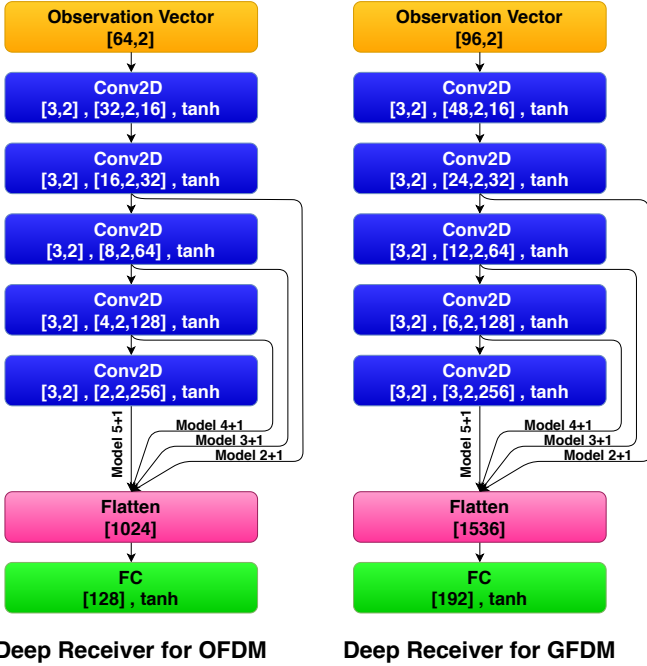 Observation Vector
[64,2]
Conv2D
[3,2] , [32,2,16] , tanh
Conv2D
[3,2] , [16,2,32] , tanh
Conv2D
[3,2] , [8,2,64] , tanh
Conv2D
[3,2] , [4,2,128] , tanh
Conv2D
[3,2] , [2,2,256] , tanh
Model 5+1
Model 4+1
Model 3+1
Model 2+1
Flatten
[1024]
FC
[128] , tanh
Deep Receiver for OFDM
Observation Vector
[96,2]
Conv2D
[3,2] , [48,2,16] , tanh
Conv2D
[3,2] , [24,2,32] , tanh
Conv2D
[3,2] , [12,2,64] , tanh
Conv2D
[3,2] , [6,2,128] , tanh
Conv2D
[3,2] , [3,2,256] , tanh
Model 5+1
Model 4+1
Model 3+1
Model 2+1
Flatten
[1536]
FC
[192] , tanh
Deep Receiver for GFDM